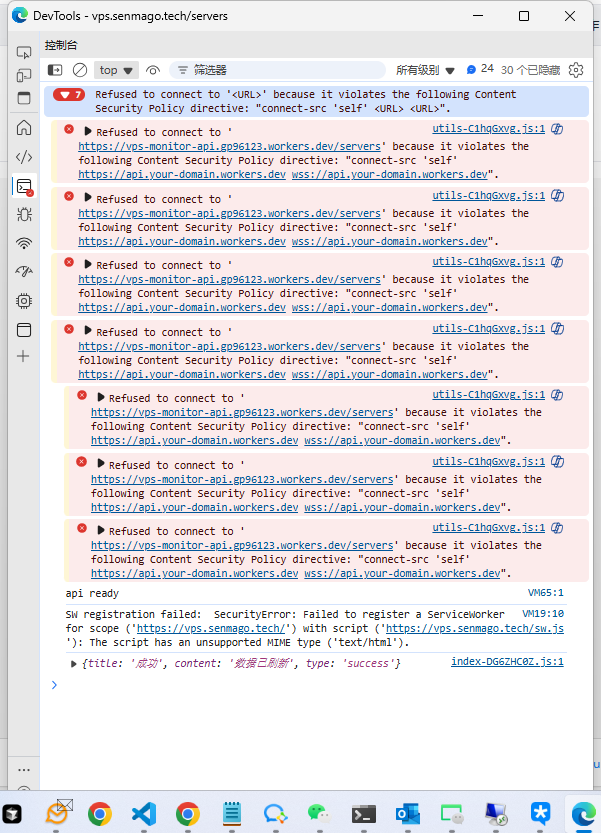 DevTools - vps.senmago.tech/servers
控制台
top
筛选器
所有级别
24
30 个已隐藏
7
Refused to connect to '<URL>' because it violates the following Content
Security Policy directive: "connect-src 'self' <URL> <URL>".
Refused to connect to '
utils-C1hqGxvg.js:1
https://vps-monitor-api.gp96123.workers.dev/servers' because it violates the
following Content Security Policy directive: "connect-src 'self'
https://api.your-domain.workers.dev wss://api.your-domain.workers.dev".
Refused to connect to '
utils-C1hqGxvg.js:1
https://vps-monitor-api.gp96123.workers.dev/servers' because it violates the
following Content Security Policy directive: "connect-src 'self'
https://api.your-domain.workers.dev wss://api.your-domain.workers.dev".
Refused to connect to '
utils-C1hqGxvg.js:1
https://vps-monitor-api.gp96123.workers.dev/servers' because it violates the
following Content Security Policy directive: "connect-src 'self'
https://api.your-domain.workers.dev wss://api.your-domain.workers.dev".
Refused to connect to '
utils-C1hqGxvg.js:1
https://vps-monitor-api.gp96123.workers.dev/servers' because it violates the
following Content Security Policy directive: "connect-src 'self'
https://api.your-domain.workers.dev wss://api.your-domain.workers.dev".
Refused to connect to '
utils-C1hqGxvg.js:1
https://vps-monitor-api.gp96123.workers.dev/servers' because it violates the
following Content Security Policy directive: "connect-src 'self'
https://api.your-domain.workers.dev wss://api.your-domain.workers.dev".
Refused to connect to '
utils-C1hqGxvg.js:1
https://vps-monitor-api.gp96123.workers.dev/servers' because it violates the
following Content Security Policy directive: "connect-src 'self'
https://api.your-domain.workers.dev wss://api.your-domain.workers.dev".
Refused to connect to '
utils-C1hqGxvg.js:1
https://vps-monitor-api.gp96123.workers.dev/servers' because it violates the
following Content Security Policy directive: "connect-src 'self'
https://api.your-domain.workers.dev wss://api.your-domain.workers.dev".
api ready
VM65:1
SW registration failed: SecurityError: Failed to register a ServiceWorker
VM19:10
for scope ('https://vps.senmago.tech/') with script ('https://vps.senmago.tech/sw.js
'): The script has an unsupported MIME type ('text/html').
{title: '成功', content: '数据已刷新', type: 'success'}
index-DG6ZHC0Z.js:1